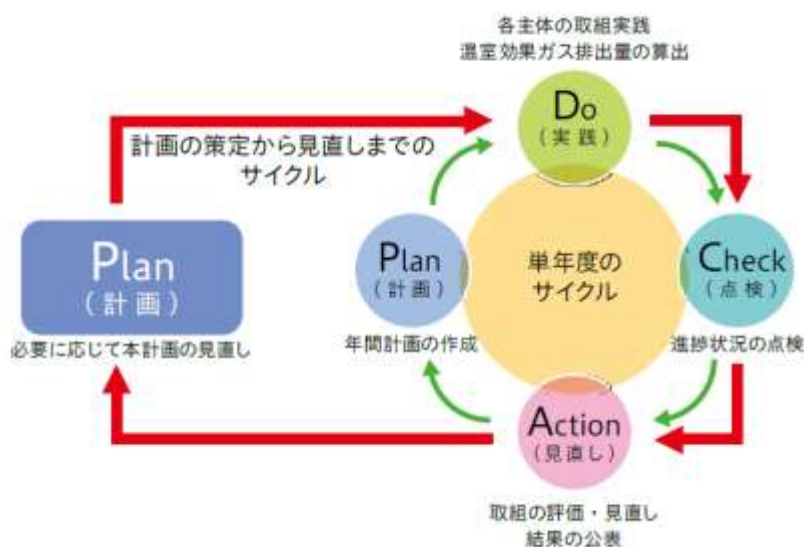 各主体の取組実践
温室効果ガス排出量の算出
Do
(実践)
計画の策定から見直しまでの
サイクル
Plan
(計画)
必要に応じて本計画の見直し
Plan
(計画)
年間計画の作成
単年度の
サイクル
Check
(点検)
進捗状況の点検
Action
(見直し)
取組の評価・見直し
結果の公表